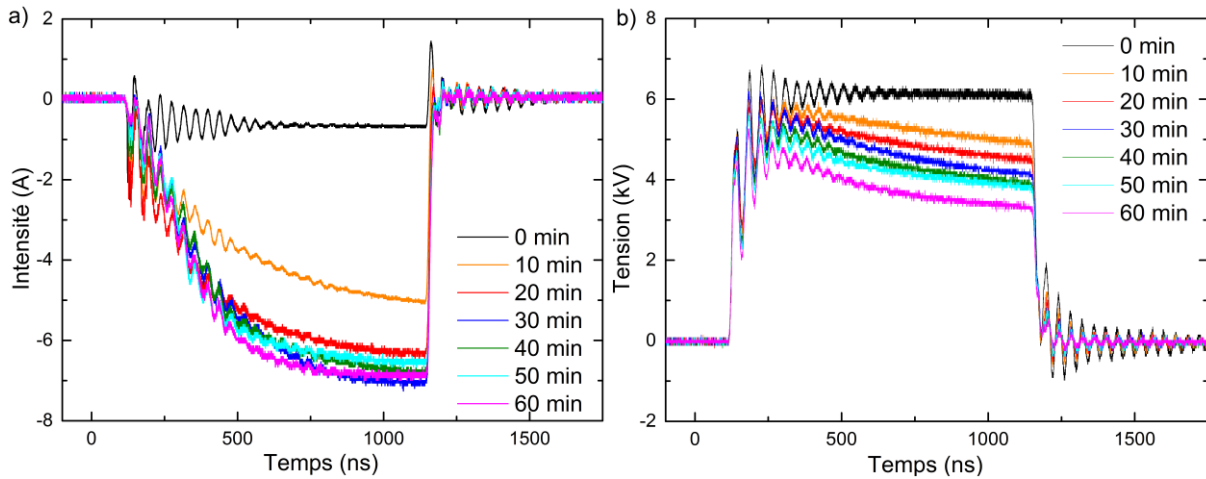 a)
2
0
-2
-4
-6
-8
Intensité (A)
0 min
10 min
20 min
30 min
40 min
50 min
60 min
0
500
1000
1500
Temps (ns)
b)
8
6
4
2
0
-2
Tension (kV)
0 min
10 min
20 min
30 min
40 min
50 min
60 min
0
500
1000
1500
Temps (ns)